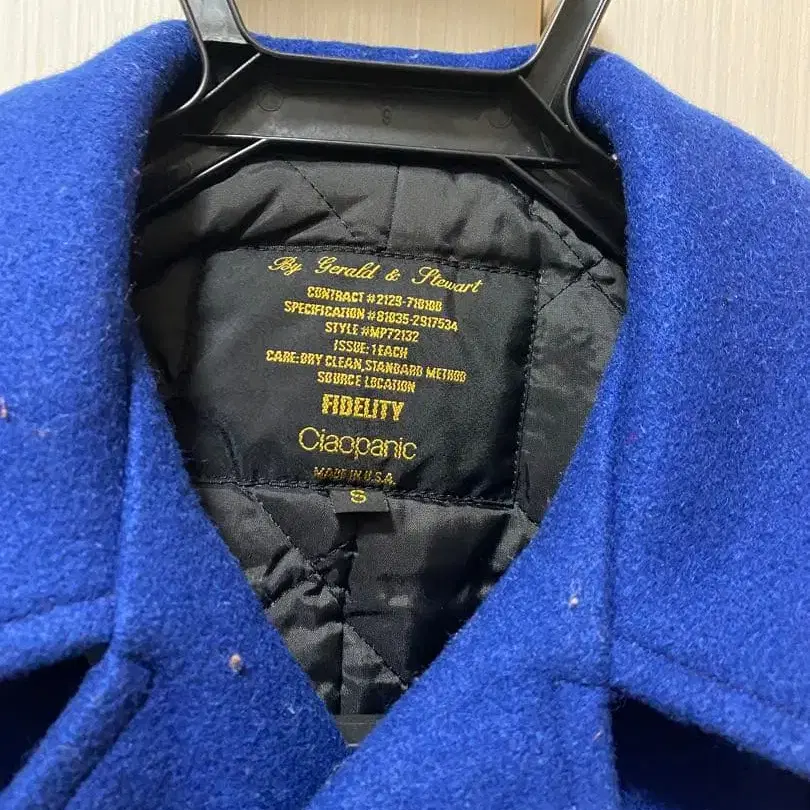 By Gerald & Stewart
CONTRACT #2129-710100
SPECIFICATION #81035-2917534
STYLE #MP72132
ISSUE: 1 EACH
CARE: DRY CLEAN, STANDARD METHOD
SOURCE LOCATION
FIDELITY
Ciaopanic
MADE IN U.S.A.
S